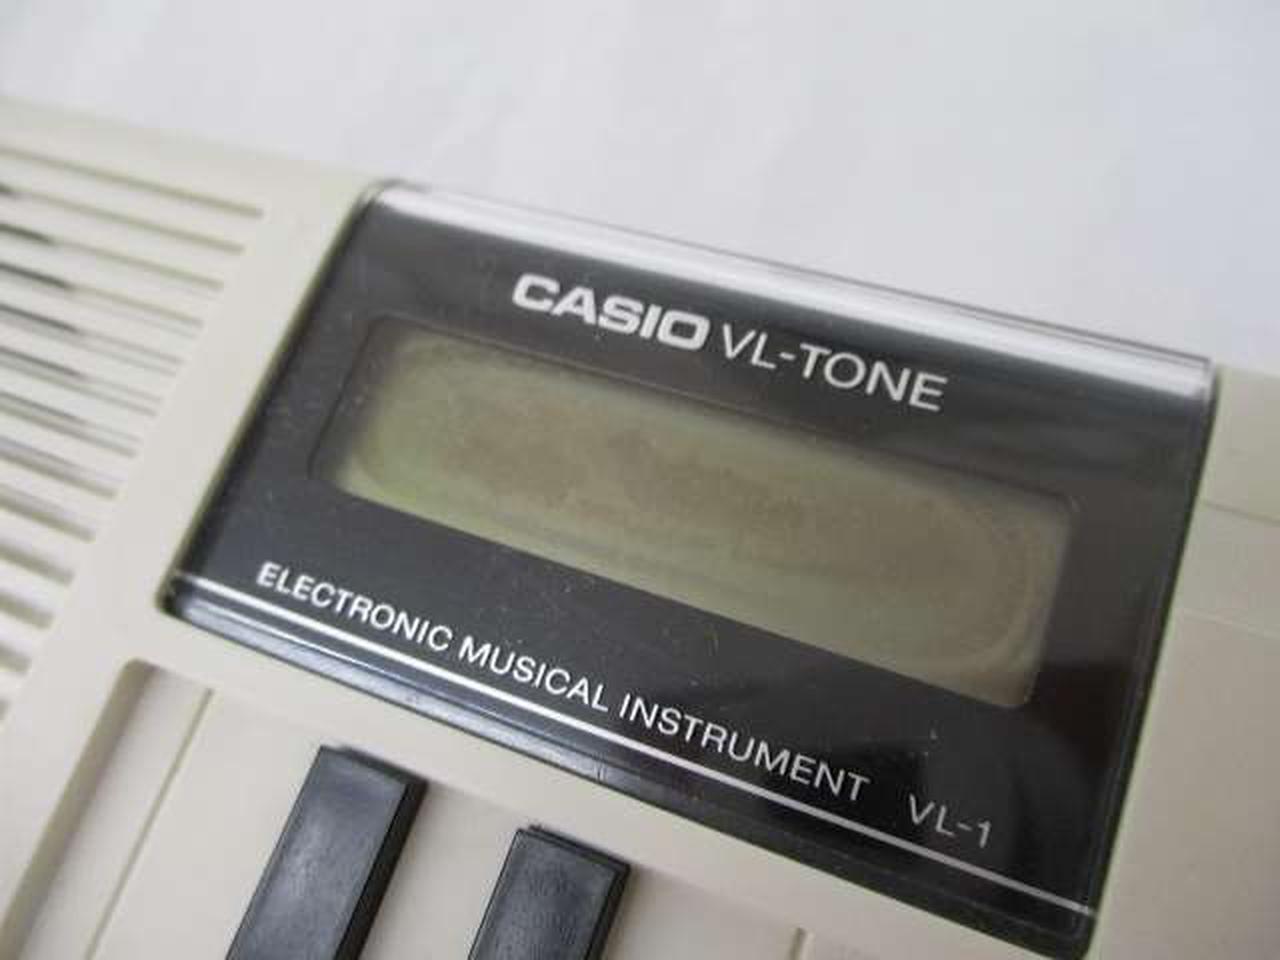 CASIO VL-TONE
ELECTRONIC MUSICAL INSTRUMENT VL-1